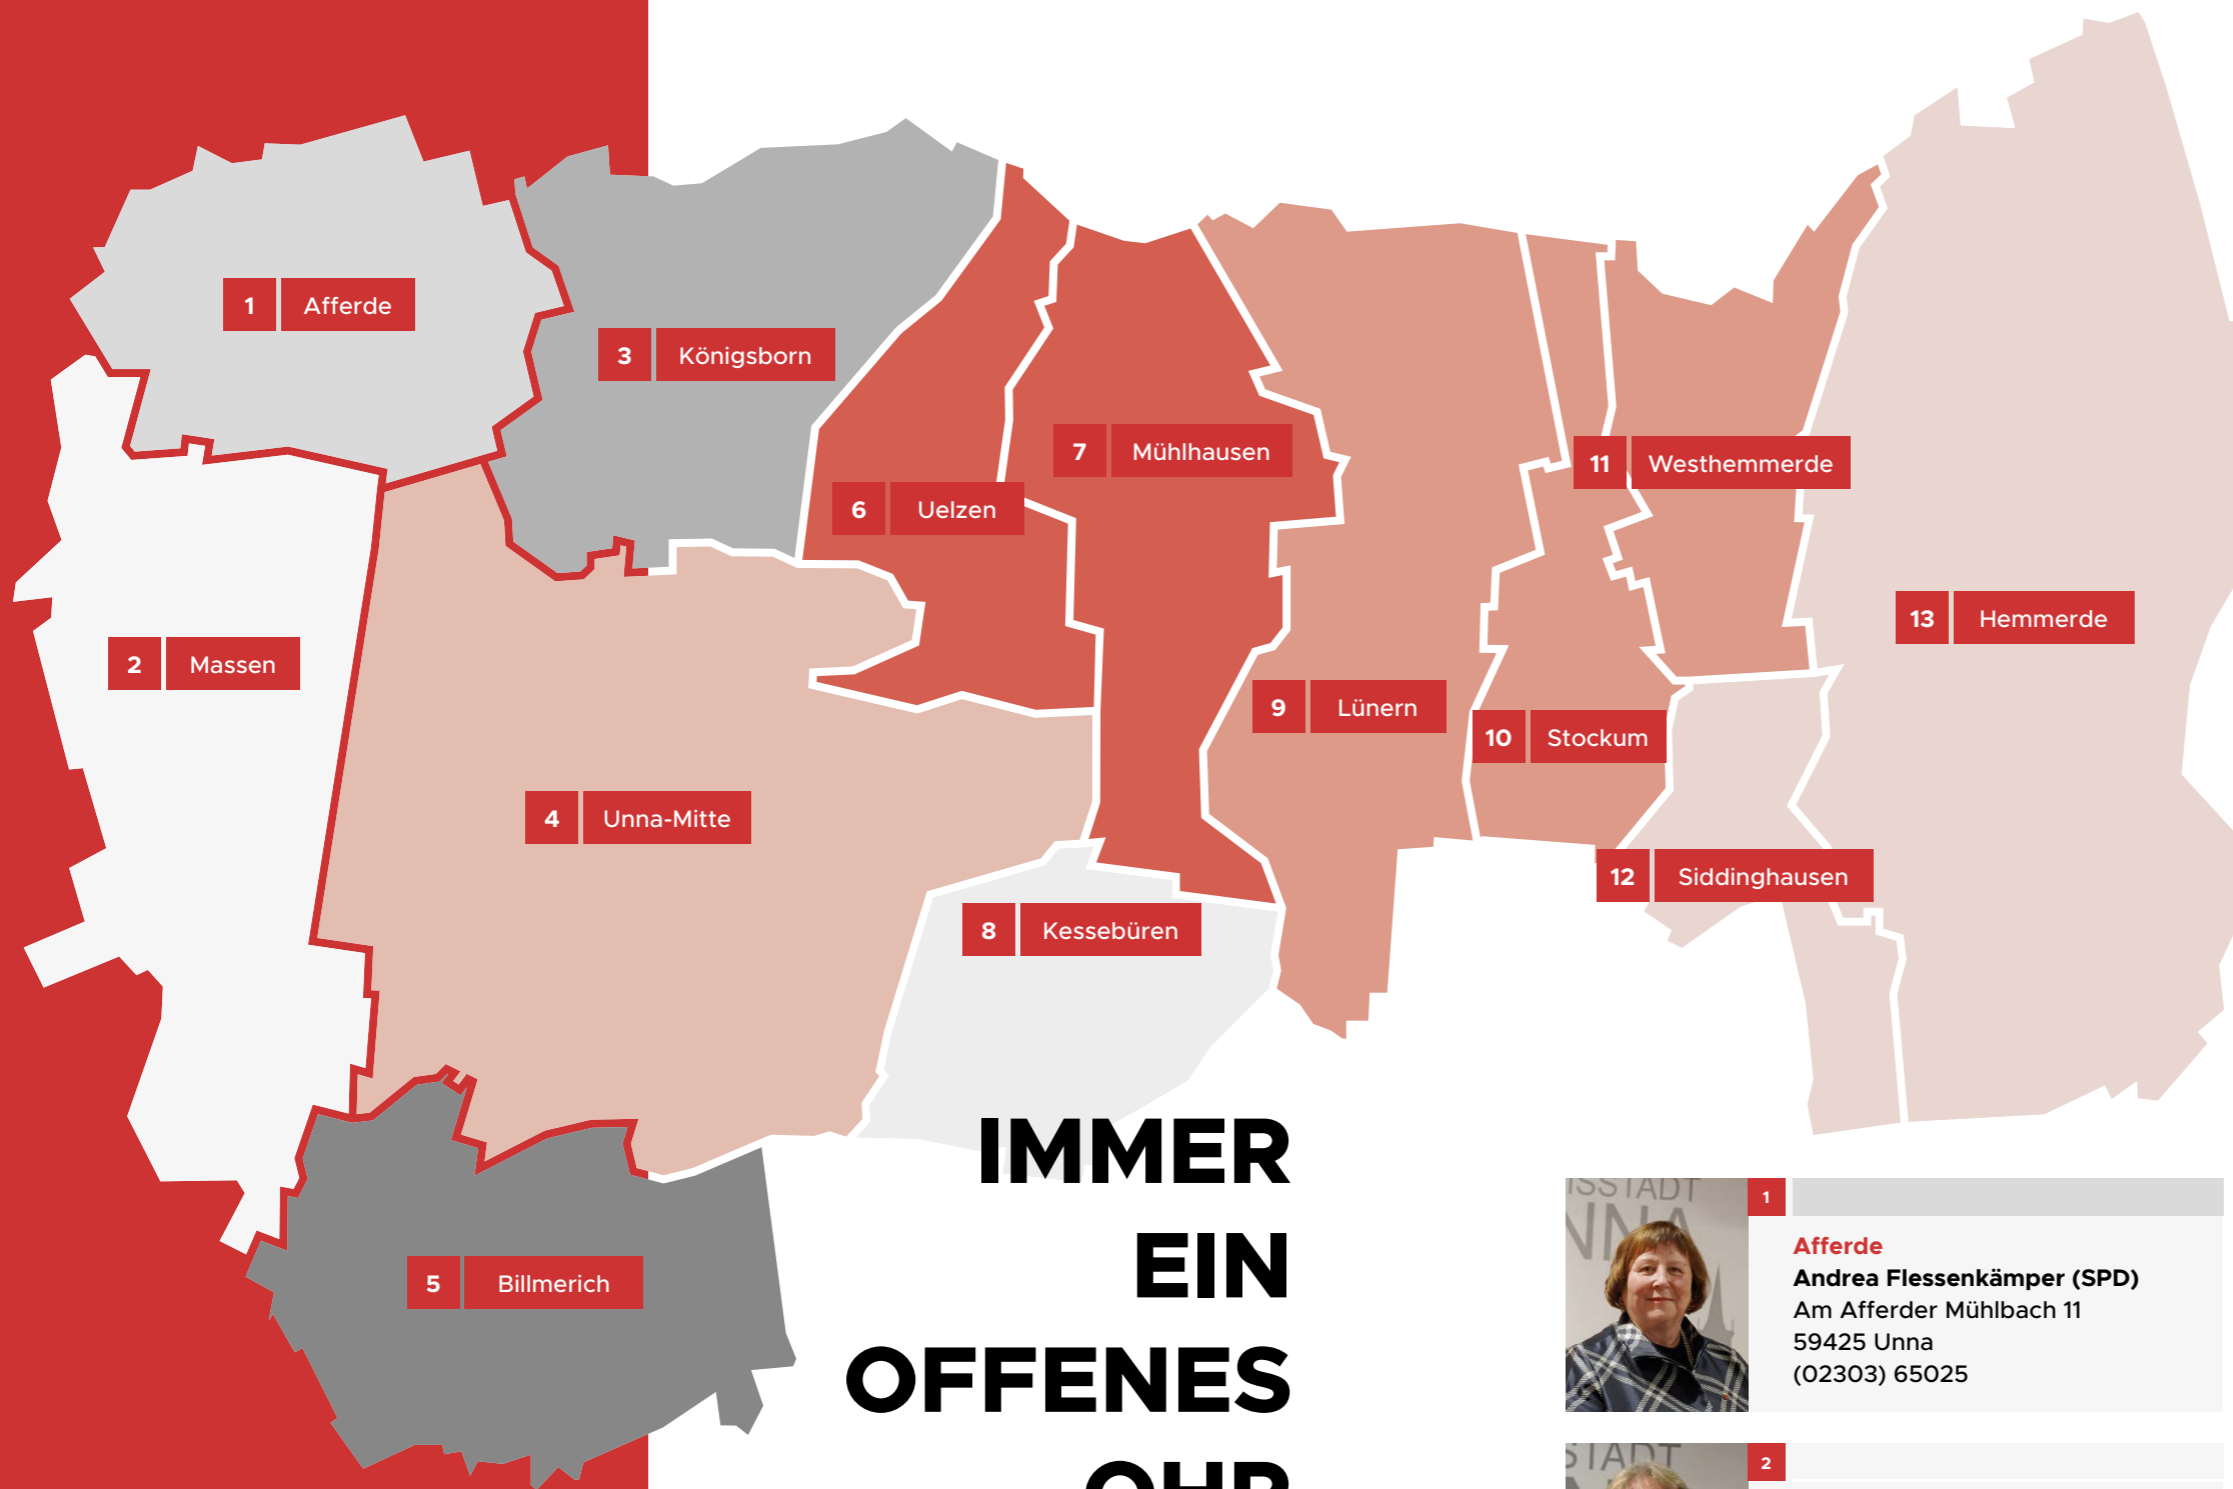 1 Afferde
3 Königsborn
7 Mühlhausen
11 Westhemmerde
6 Uelzen
13 Hemmerde
2 Massen
9 Lünern
10 Stockum
4 Unna-Mitte
12 Siddinghausen
8 Kessebüren
5 Billmerich
IMMER
EIN
OFFENES
OHR
1
Afferde
Andrea Flessenkämper (SPD)
Am Afferder Mühlbach 11
59425 Unna
(02303) 65025
2